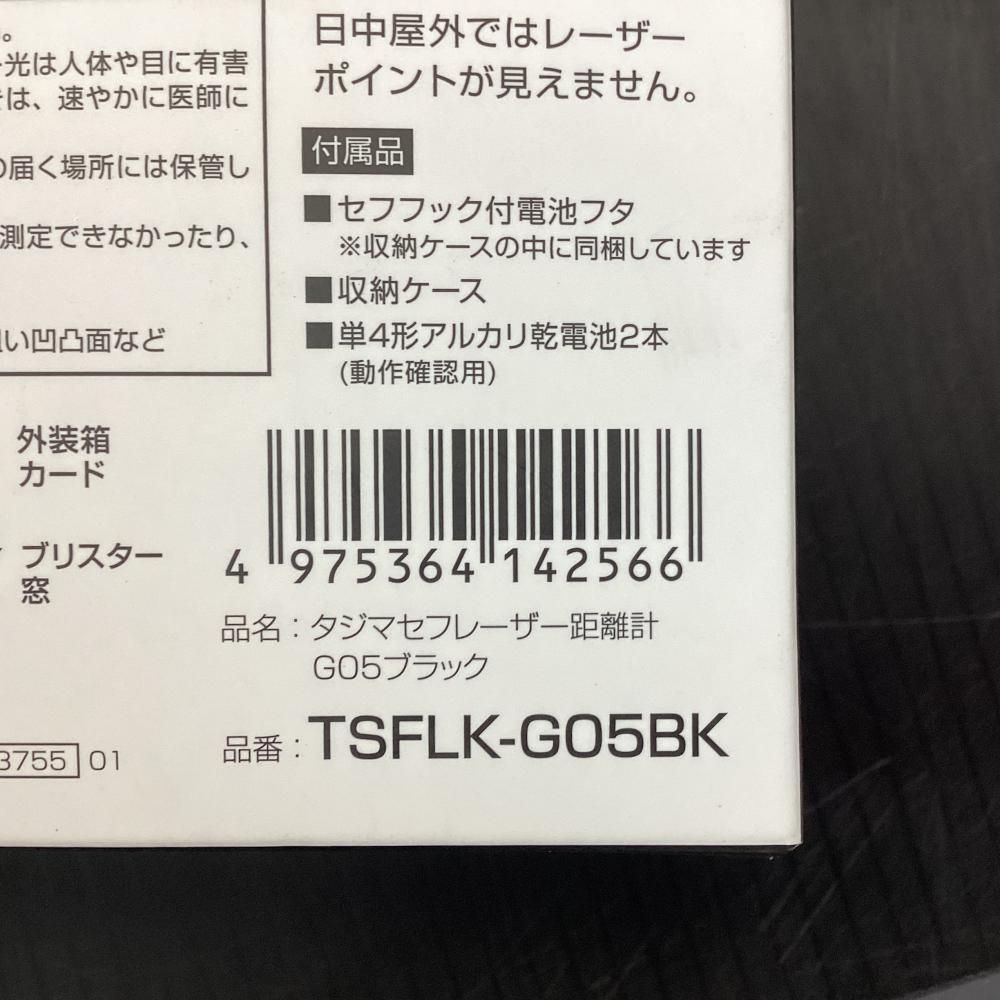 。
光は人体や目に有害
は、速やかに医師に
の届く場所には保管し
測定できなかったり、
い凹凸面など
日中屋外ではレーザー
ポイントが見えません。
付属品
■セフフック付電池フタ
※収納ケースの中に同梱しています
■収納ケース
■単4形アルカリ乾電池2本
(動作確認用)
外装箱
カード
ブリスター
窓
4 975364 142566
品名：タジマセフレーザー距離計
G05ブラック
品番：TSFLK-G05BK
3755 01